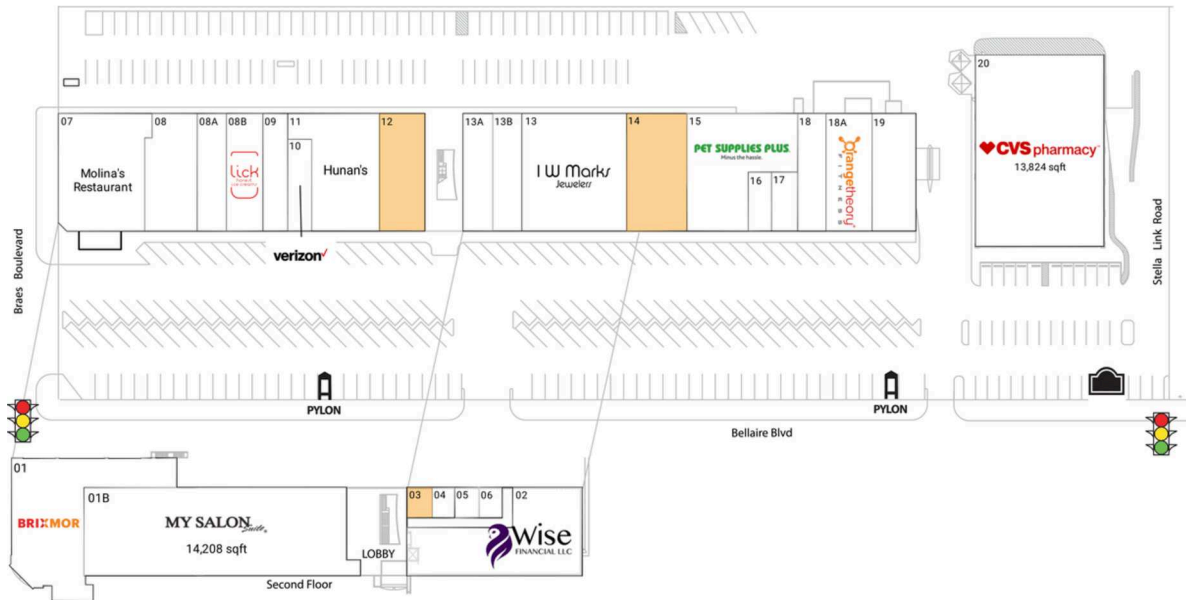 07
Molina's
Restaurant
08
08A
08B
Lick
09
11
10
Hunan's
verizon
12
13A
13B
13
I W Marks
Jewelers
14
15
PET SUPPLIES PLUS.
Minus the hassle.
16
17
18
18A
Orangetheory
FITNESS
19
20
CVS pharmacy
13,824 sqft
Braes Boulevard
Stella Link Road
PYLON
PYLON
Bellaire Blvd
01
BRIXMOR
01B
MY SALON
Suite
14,208 sqft
LOBBY
03
04
05
06
02
Wise
FINANCIAL LLC
Second Floor